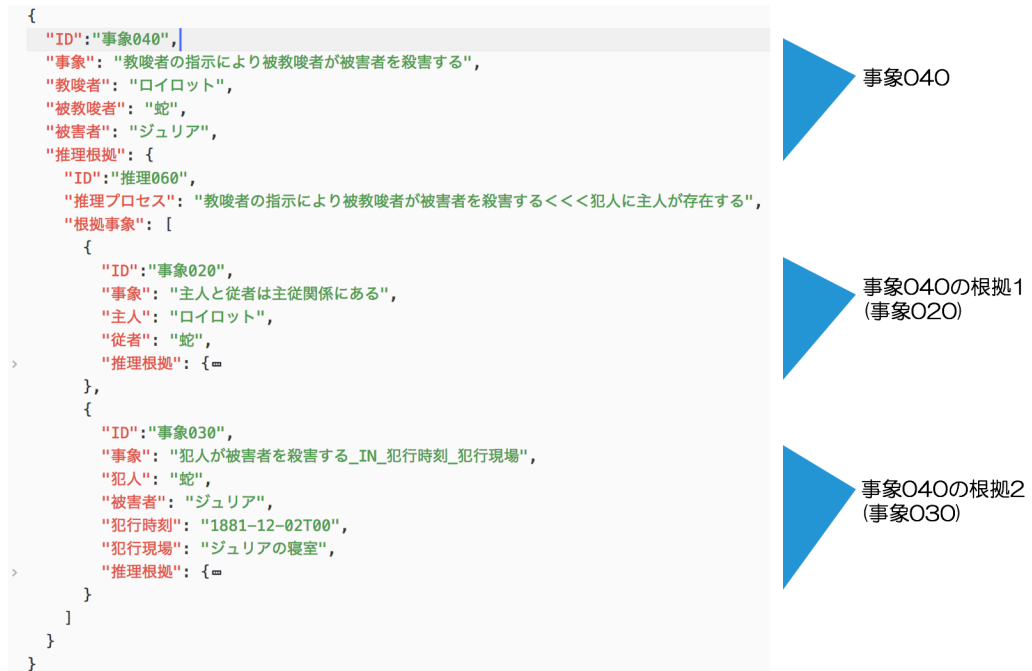 {
"ID":"事象040",
"事象": "教唆者の指示により被教唆者が被害者を殺害する",
"教唆者": "ロイロット",
"被教唆者": "蛇",
"被害者": "ジュリア",
"推理根拠": {
"ID":"推理060",
"推理プロセス": "教唆者の指示により被教唆者が被害者を殺害する<<<犯人に主人が存在する",
"根拠事象": [
{
"ID":"事象020",
"事象": "主人と従者は主従関係にある",
"主人": "ロイロット",
"従者": "蛇",
"推理根拠": {…
},
{
"ID":"事象030",
"事象": "犯人が被害者を殺害する_IN_犯行時刻_犯行現場",
"犯人": "蛇",
"被害者": "ジュリア",
"犯行時刻": "1881-12-02T00",
"犯行現場": "ジュリアの寝室",
"推理根拠": {…
}
]
}
}
事象040
事象040の根拠1
(事象020)
事象040の根拠2
(事象030)